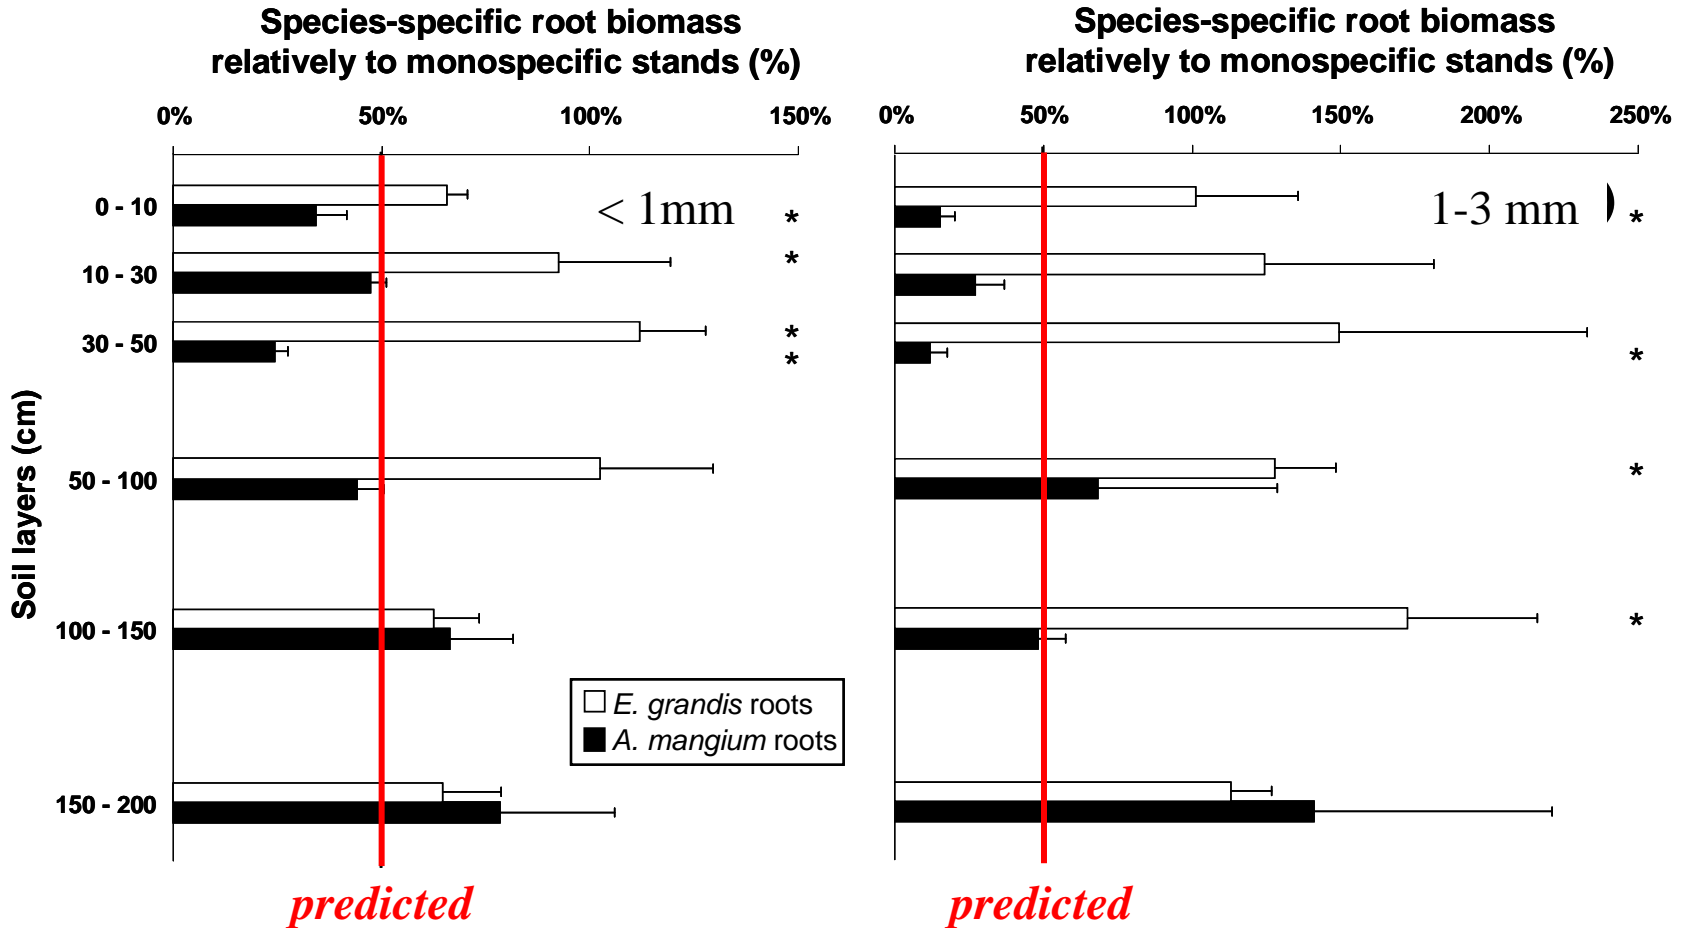 Species-specific root biomass
relatively to monospecific stands (%)
0% 50% 100% 150%
Soil layers (cm)
0 - 10
10 - 30
30 - 50
50 - 100
100 - 150
150 - 200
< 1mm
*
*
*
*
E. grandis roots
A. mangium roots
predicted
Species-specific root biomass
relatively to monospecific stands (%)
0% 50% 100% 150% 200% 250%
1-3 mm ) *
*
*
*
predicted